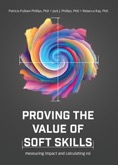 Patricia Pulliam Phillips, PhD • Jack J. Phillips, PhD • Rebecca Ray, PhD
PROVING THE
VALUE OF
SOFT SKILLS
measuring impact and calculating roi